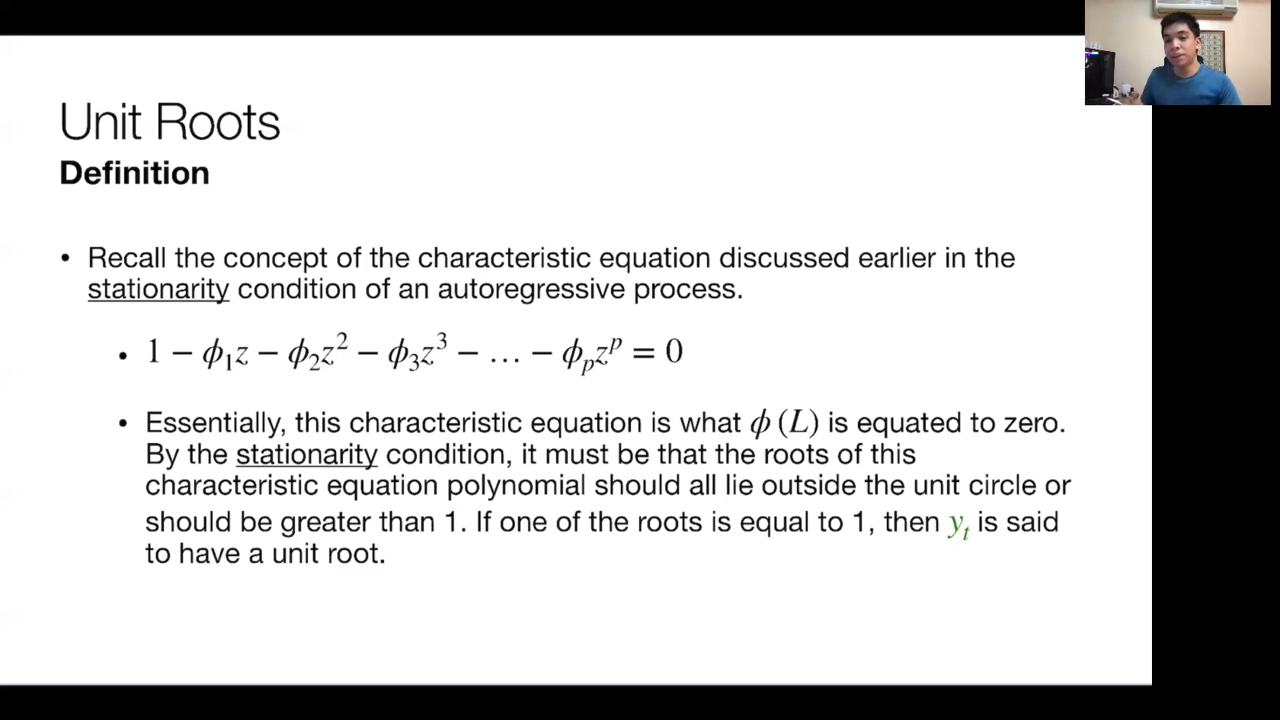 Unit Roots
Definition
• Recall the concept of the characteristic equation discussed earlier in the
stationarity condition of an autoregressive process.
• 1 − ϕ₁z − ϕ₂z² − ϕ₃z³ − … − ϕₚzᵖ = 0
• Essentially, this characteristic equation is what ϕ (L) is equated to zero.
By the stationarity condition, it must be that the roots of this
characteristic equation polynomial should all lie outside the unit circle or
should be greater than 1. If one of the roots is equal to 1, then yₜ is said
to have a unit root.